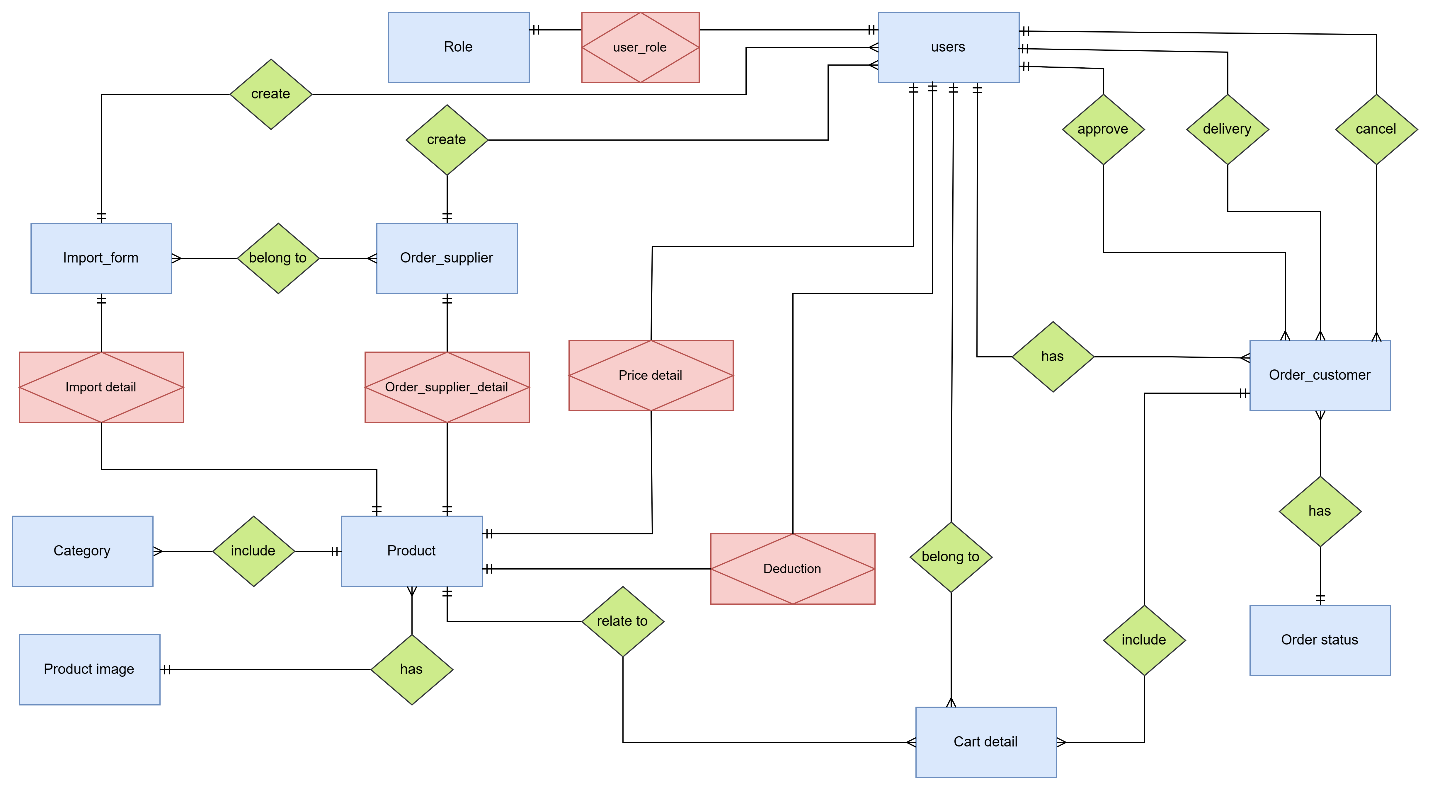 Role
user_role
users
create
create
approve
delivery
cancel
Import_form
belong to
Order_supplier
has
Order_customer
Import detail
Order_supplier_detail
Price detail
has
Category
include
Product
Deduction
belong to
relate to
include
Order status
Product image
has
Cart detail